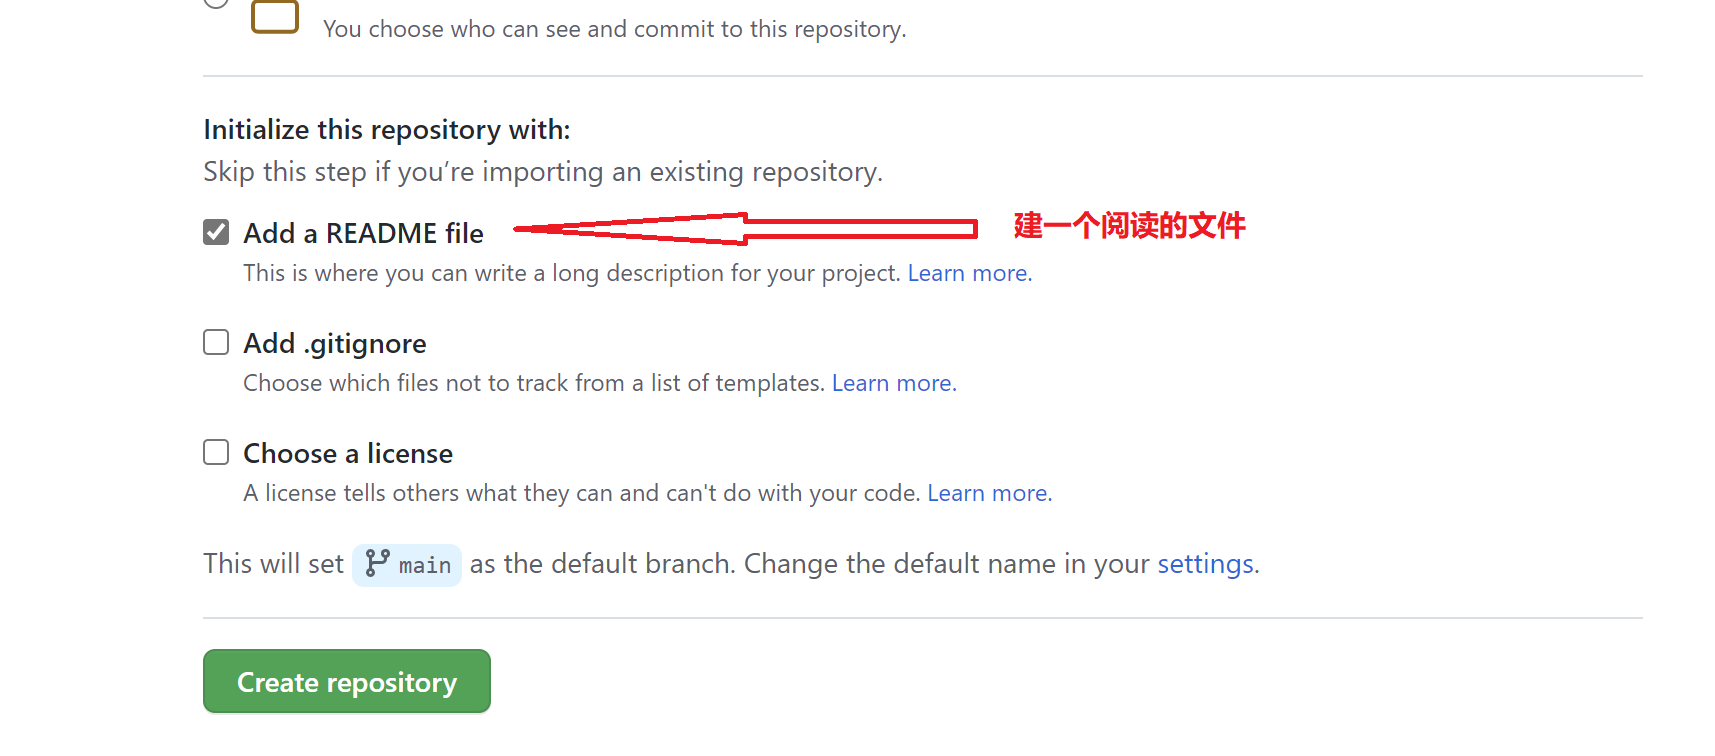 You choose who can see and commit to this repository.
Initialize this repository with:
Skip this step if you’re importing an existing repository.
Add a README file
建一个阅读的文件
This is where you can write a long description for your project. Learn more.
Add .gitignore
Choose which files not to track from a list of templates. Learn more.
Choose a license
A license tells others what they can and can't do with your code. Learn more.
This will set main as the default branch. Change the default name in your settings.
Create repository